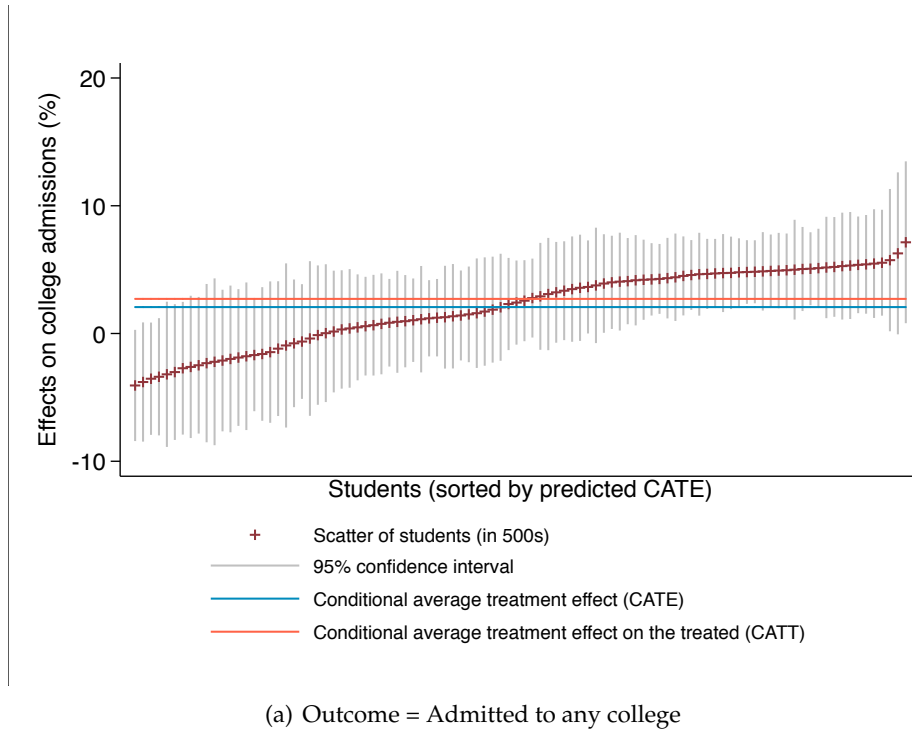 20
10
0
-10
Effects on college admissions (%)
Students (sorted by predicted CATE)
Scatter of students (in 500s)
95% confidence interval
Conditional average treatment effect (CATE)
Conditional average treatment effect on the treated (CATT)
(a) Outcome = Admitted to any college